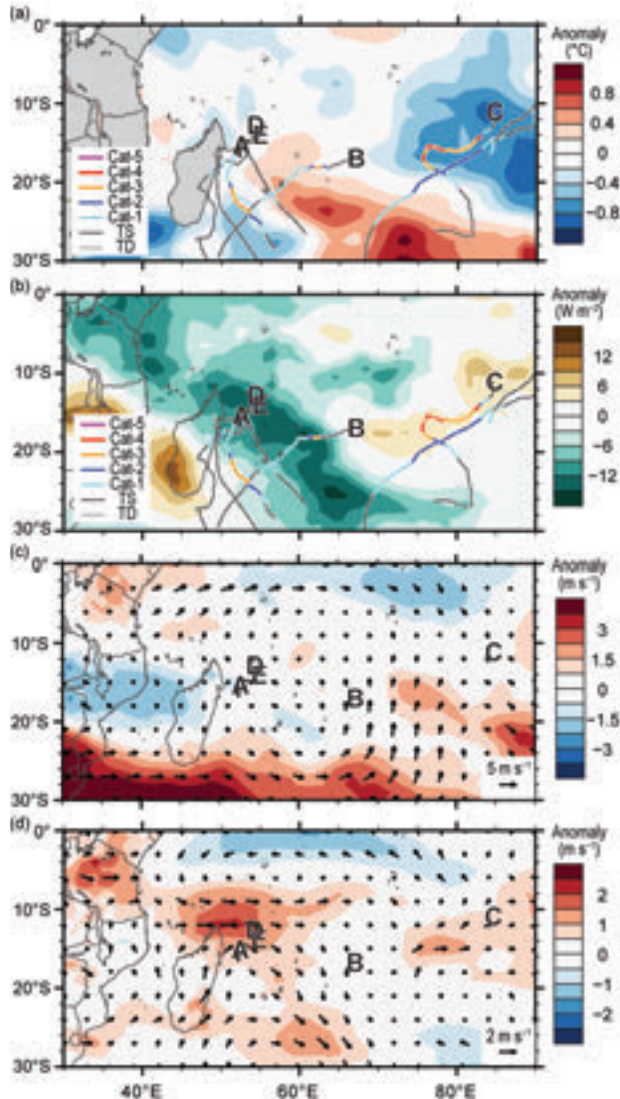 (a) 0°
10°S
20°S
30°S
Cat-5
Cat-4
Cat-3
Cat-2
Cat-1
TS
TD
A
B
C
D
E
Anomaly
(°C)
0.8
0.4
0
−0.4
−0.8
(b) 0°
10°S
20°S
30°S
Cat-5
Cat-4
Cat-3
Cat-2
Cat-1
TS
TD
A
B
C
D
E
Anomaly
(W m⁻²)
12
6
0
−6
−12
(c) 0°
10°S
20°S
30°S
A
B
C
D
E
5 m s⁻¹
Anomaly
(m s⁻¹)
3
1.5
0
−1.5
−3
(d) 0°
10°S
20°S
30°S
A
B
C
D
E
2 m s⁻¹
Anomaly
(m s⁻¹)
2
1
0
−1
−2
40°E 60°E 80°E